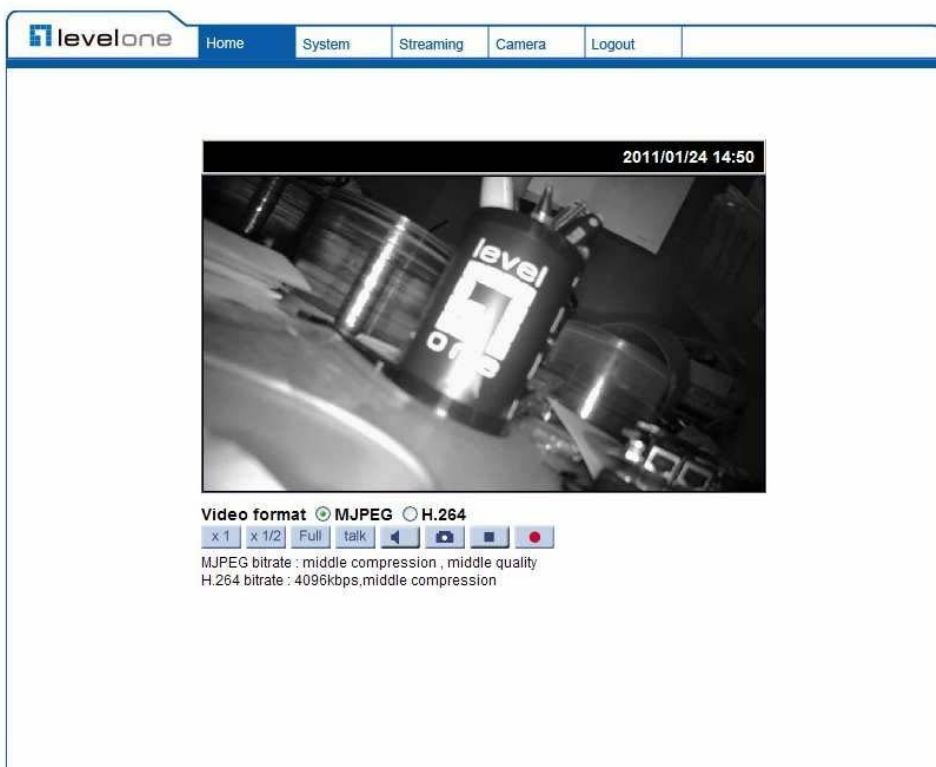 levelone
Home System Streaming Camera Logout
2011/01/24 14:50
level
one
Video format MJPEG H.264
x 1 x 1/2 Full talk
MJPEG bitrate : middle compression , middle quality
H.264 bitrate : 4096kbps,middle compression